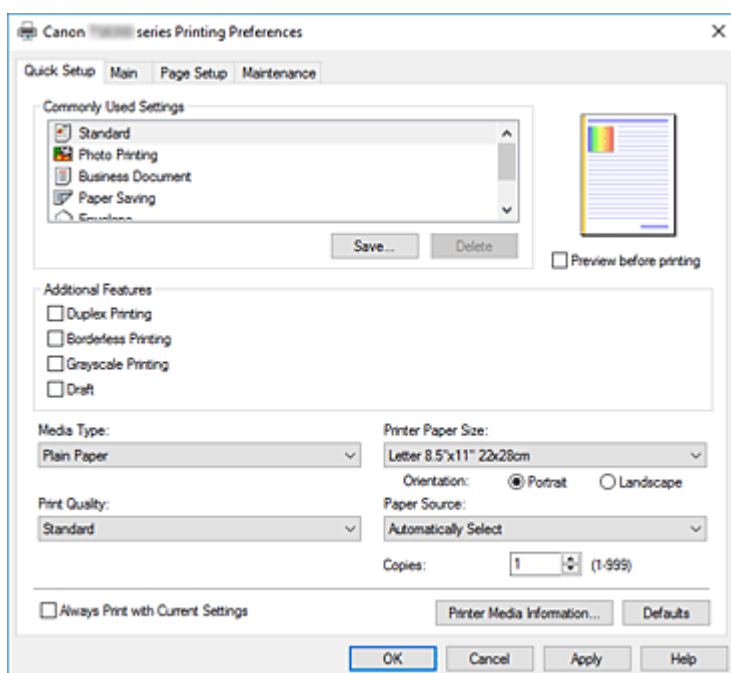 Canon series Printing Preferences
Quick Setup Main Page Setup Maintenance
Commonly Used Settings
Standard
Photo Printing
Business Document
Paper Saving
Save... Delete
Preview before printing
Additional Features
Duplex Printing
Borderless Printing
Grayscale Printing
Draft
Media Type: Printer Paper Size:
Plain Paper Letter 8.5"x11" 22x28cm
Orientation: Portrait Landscape
Print Quality: Paper Source:
Standard Automatically Select
Copies: 1 (1-999)
Always Print with Current Settings Printer Media Information... Defaults
OK Cancel Apply Help